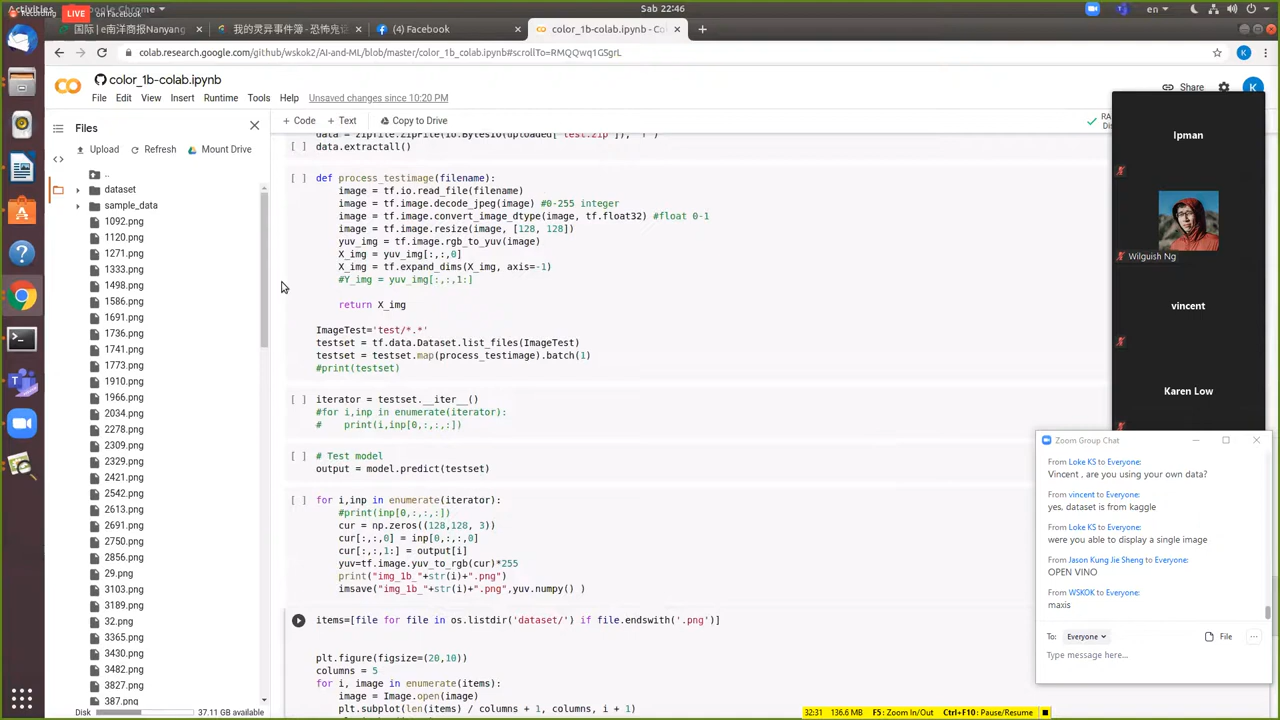 Activities
Google Chrome
Recording
LIVE
on Facebook
Sab 22:46
en
国际 | e南洋商报Nanyang
我的灵异事件簿 - 恐怖鬼话
(4) Facebook
color_1b-colab.ipynb - Col
colab.research.google.com/github/wskok2/AI-and-ML/blob/master/color_1b-colab.ipynb#scrollTo=RMQQwq1GSgrL
K
color_1b-colab.ipynb
File Edit View Insert Runtime Tools Help Unsaved changes since 10:20 PM
Share
K
Files
+ Code + Text Copy to Drive
Upload Refresh Mount Drive
..
dataset
sample_data
1092.png
1120.png
1271.png
1333.png
1498.png
1586.png
1691.png
1736.png
1741.png
1773.png
1910.png
1966.png
2034.png
2278.png
2309.png
2329.png
2421.png
2542.png
2613.png
2691.png
2750.png
2856.png
29.png
3103.png
3189.png
32.png
3365.png
3430.png
3482.png
3827.png
387.png
Disk 37.11 GB available
data = zipfile.ZipFile(io.BytesIO(uploaded['test.zip']), 'r')
[ ] data.extractall()
[ ] def process_testimage(filename):
image = tf.io.read_file(filename)
image = tf.image.decode_jpeg(image) #0-255 integer
image = tf.image.convert_image_dtype(image, tf.float32) #float 0-1
image = tf.image.resize(image, [128, 128])
yuv_img = tf.image.rgb_to_yuv(image)
X_img = yuv_img[:,:,0]
X_img = tf.expand_dims(X_img, axis=-1)
#Y_img = yuv_img[:,:,1:]
return X_img
ImageTest='test/*.*'
testset = tf.data.Dataset.list_files(ImageTest)
testset = testset.map(process_testimage).batch(1)
#print(testset)
[ ] iterator = testset.__iter__()
#for i,inp in enumerate(iterator):
# print(i,inp[0,:,:,:])
[ ] # Test model
output = model.predict(testset)
[ ] for i,inp in enumerate(iterator):
#print(inp[0,:,:,:])
cur = np.zeros((128,128, 3))
cur[:,:,0] = inp[0,:,:,0]
cur[:,:,1:] = output[i]
yuv=tf.image.yuv_to_rgb(cur)*255
print("img_1b_"+str(i)+".png")
imsave("img_1b_"+str(i)+".png",yuv.numpy() )
items=[file for file in os.listdir('dataset/') if file.endswith('.png')]
plt.figure(figsize=(20,10))
columns = 5
for i, image in enumerate(items):
image = Image.open(image)
plt.subplot(len(items) / columns + 1, columns, i + 1)
Ipman
Wilguish Ng
vincent
Karen Low
Zoom Group Chat
From Loke KS to Everyone:
Vincent , are you using your own data?
From vincent to Everyone:
yes, dataset is from kaggle
From Loke KS to Everyone:
were you able to display a single image
From Jason Kung Jie Sheng to Everyone:
OPEN VINO
From WSKOK to Everyone:
maxis
To: Everyone
File
Type message here...
32:31 136.6 MB F5: Zoom In/Out Ctrl+F10: Pause/Resume